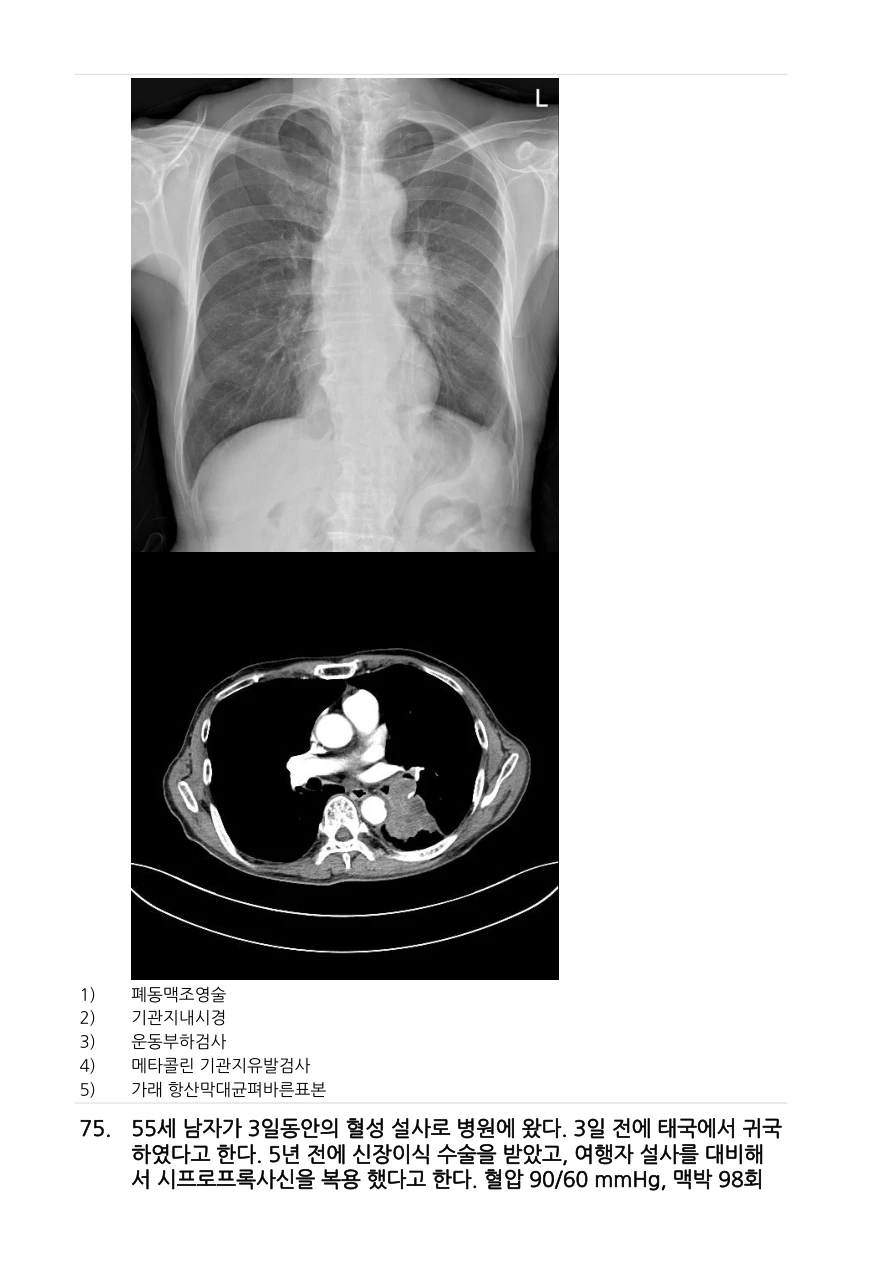 L
1) 폐동맥조영술
2) 기관지내시경
3) 운동부하검사
4) 메타콜린 기관지유발검사
5) 가래 항산막대균펴바른표본
75. 55세 남자가 3일동안의 혈성 설사로 병원에 왔다. 3일 전에 태국에서 귀국
하였다고 한다. 5년 전에 신장이식 수술을 받았고, 여행자 설사를 대비해
서 시프로프록사신을 복용 했다고 한다. 혈압 90/60 mmHg, 맥박 98회